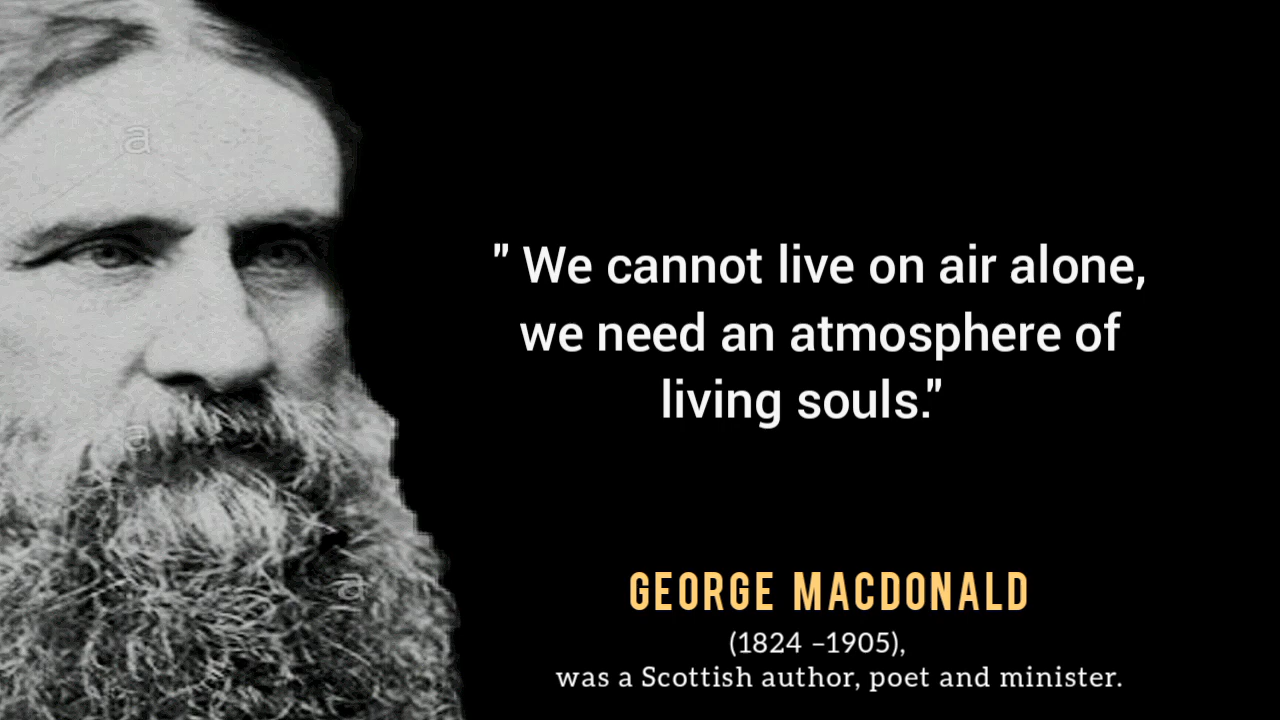 " We cannot live on air alone,
we need an atmosphere of
living souls."
GEORGE MACDONALD
(1824 –1905),
was a Scottish author, poet and minister.
a
a
a